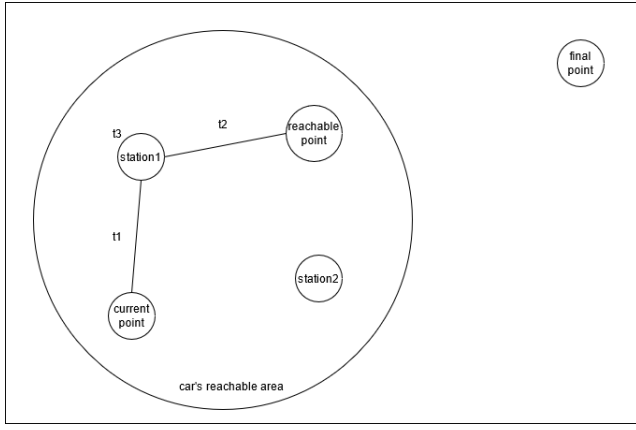 final
point
t3
t2
reachable
point
station1
t1
station2
current
point
car's reachable area